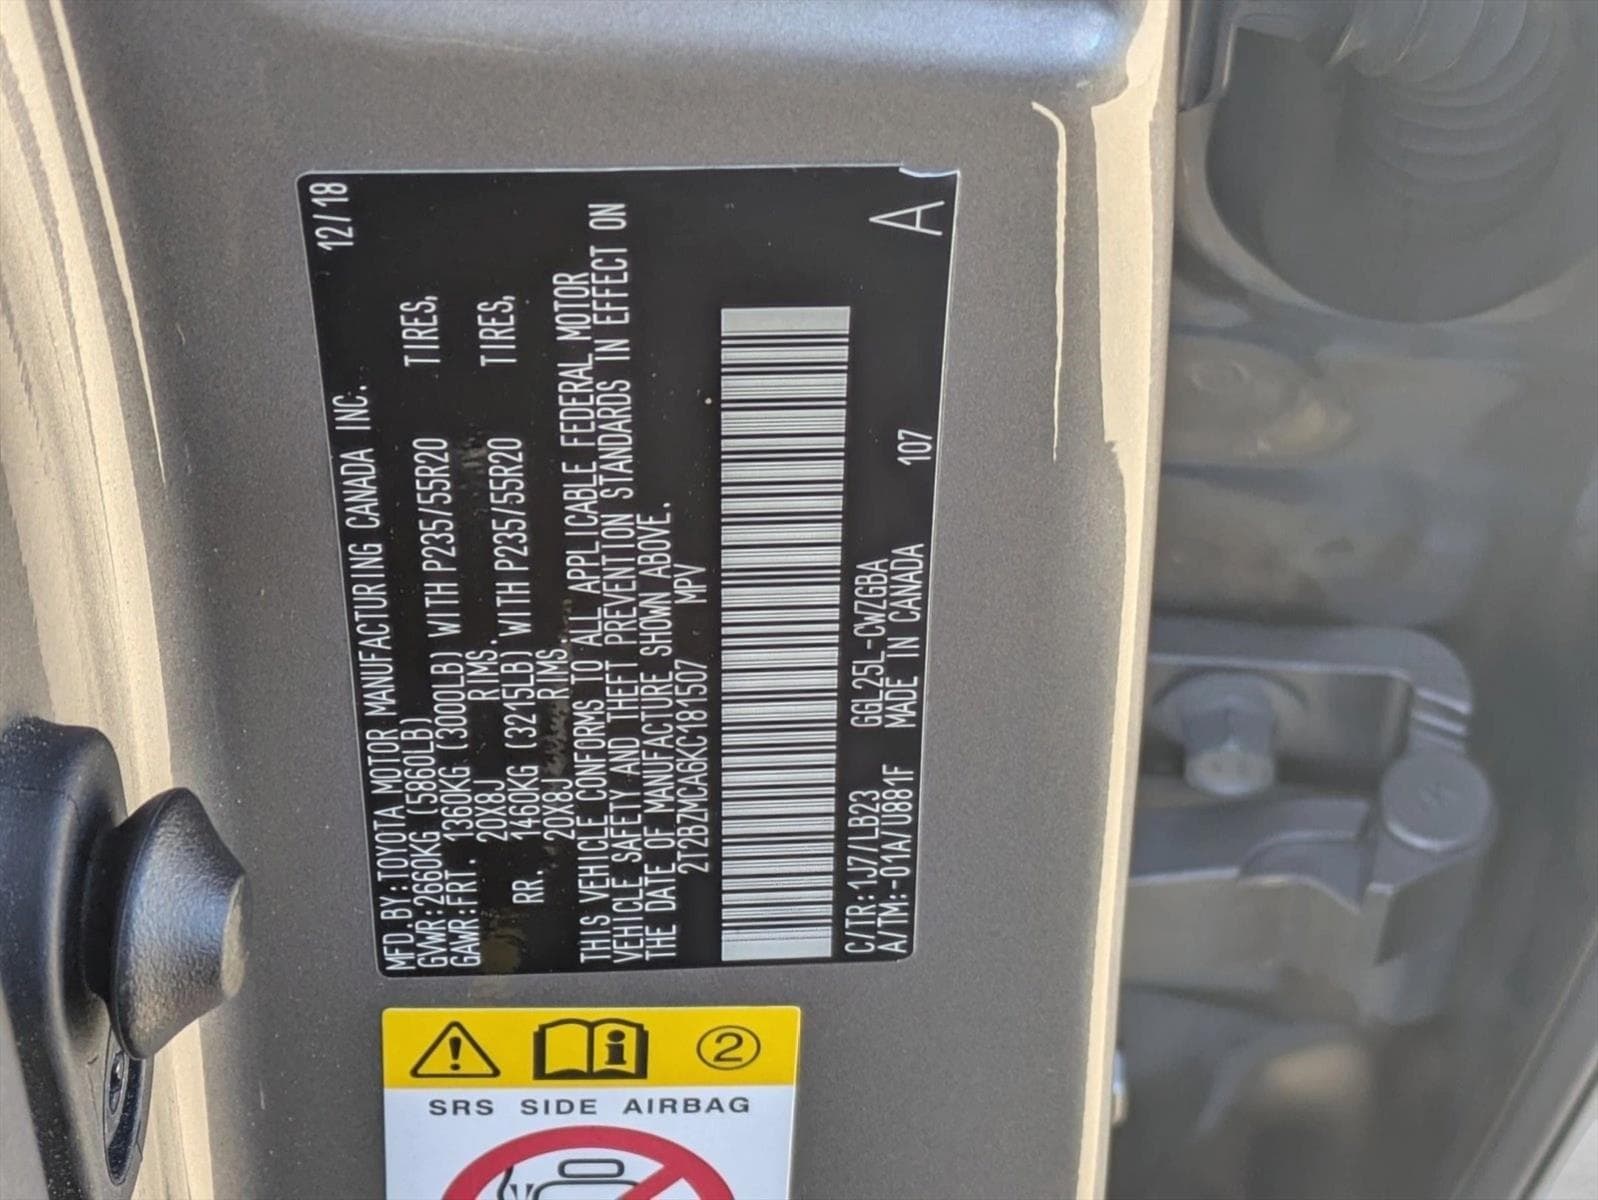 MFD.BY:TOYOTA MOTOR MANUFACTURING CANADA INC. 12/18
GVWR:2660KG (5860LB)
GAWR:FRT. 1360KG (3000LB) WITH P235/55R20 TIRES,
20X8J RIMS.
RR. 1460KG (3215LB) WITH P235/55R20 TIRES,
20X8J RIMS.
THIS VEHICLE CONFORMS TO ALL APPLICABLE FEDERAL MOTOR
VEHICLE SAFETY AND THEFT PREVENTION STANDARDS IN EFFECT ON
THE DATE OF MANUFACTURE SHOWN ABOVE.
2T2BZMCA6KC181507 MPV
C/TR:1J7/LB23 GGL25L-CWZGBA
A/TM:-01A/U881F MADE IN CANADA 107 A
2
SRS SIDE AIRBAG